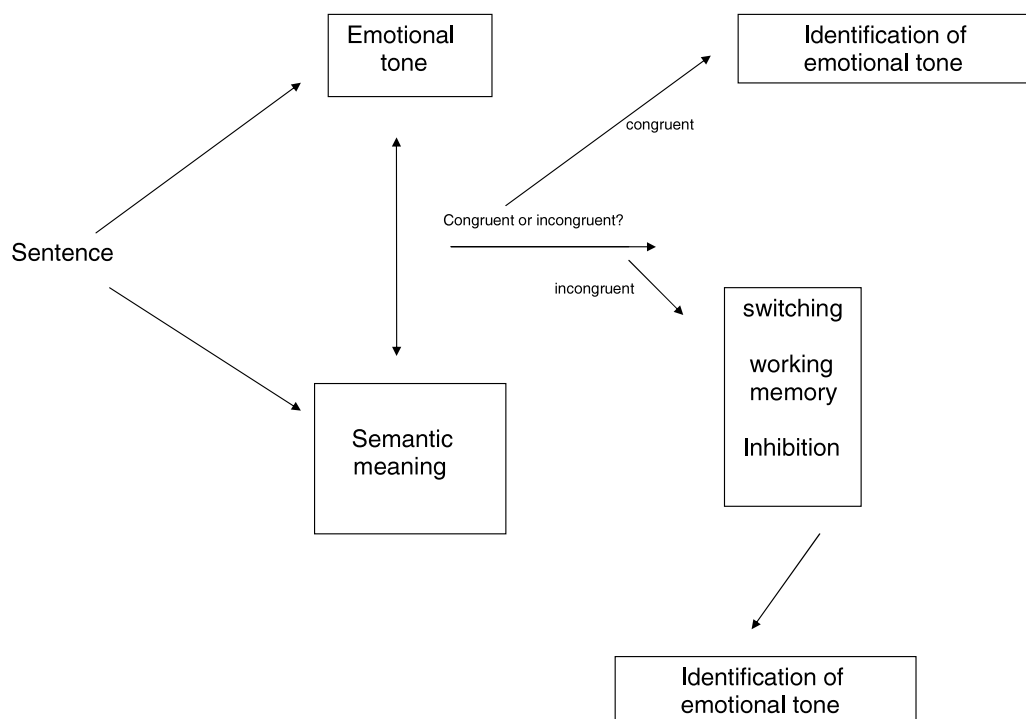 Emotional
tone
Identification of
emotional tone
congruent
Congruent or incongruent?
Sentence
incongruent
switching
working
memory
Inhibition
Semantic
meaning
Identification of
emotional tone